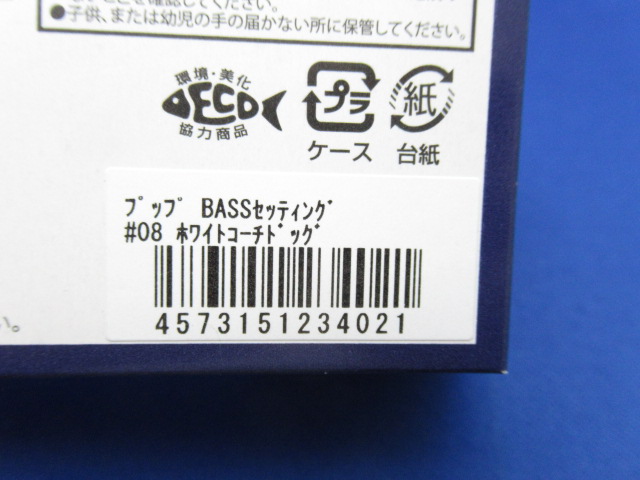 ●子供、または幼児の手の届かない所に保管してください。
環境・美化
DECO
協力商品
プラ
紙
ケース
台紙
ﾌﾟｯﾌﾟ BASSｾｯﾃｨﾝｸﾞ
#08 ﾎﾜｲﾄｺｰﾁﾄﾞｯｸﾞ
4573151234021
い。